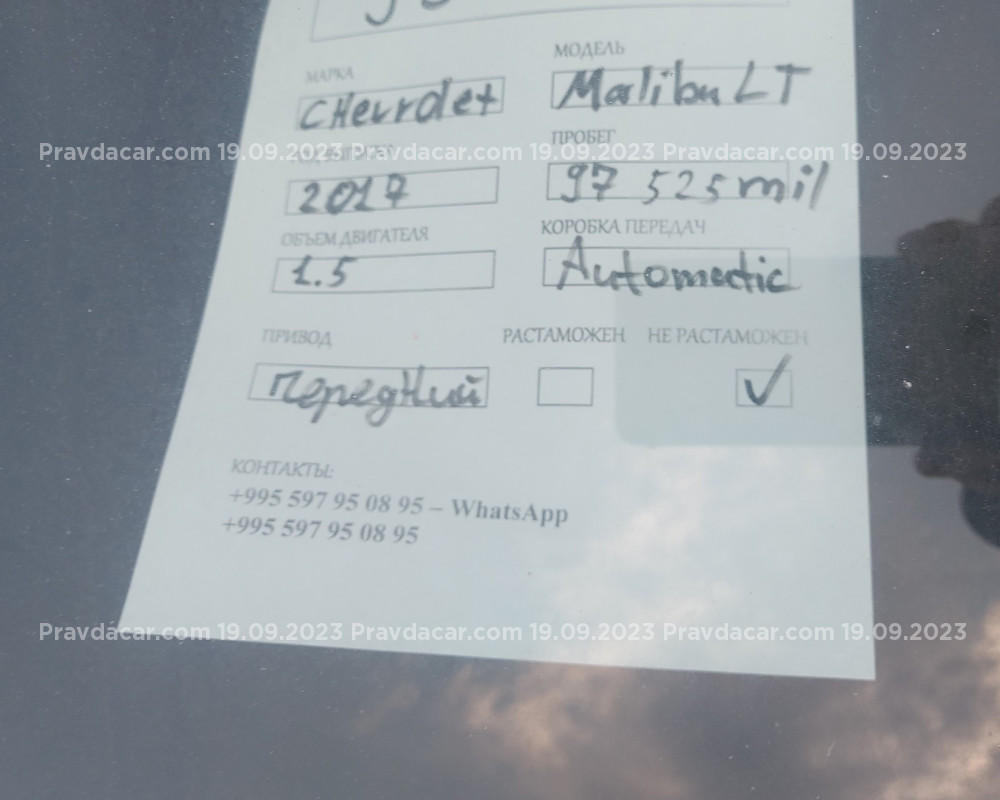 МАРКА МОДЕЛЬ
CHevrolet Malibu LT
ПРОБЕГ
Pravdacar.com 19.09.2023 Pravdacar.com 19.09.2023 Pravdacar.com 19.09.2023
2017 97 525 mil
ОБЪЕМ ДВИГАТЕЛЯ КОРОБКА ПЕРЕДАЧ
1.5 Automatic
ПРИВОД РАСТАМОЖЕН НЕ РАСТАМОЖЕН
Передний ✓
КОНТАКТЫ:
+995 597 95 08 95 – WhatsApp
+995 597 95 08 95
Pravdacar.com 19.09.2023 Pravdacar.com 19.09.2023 Pravdacar.com 19.09.2023